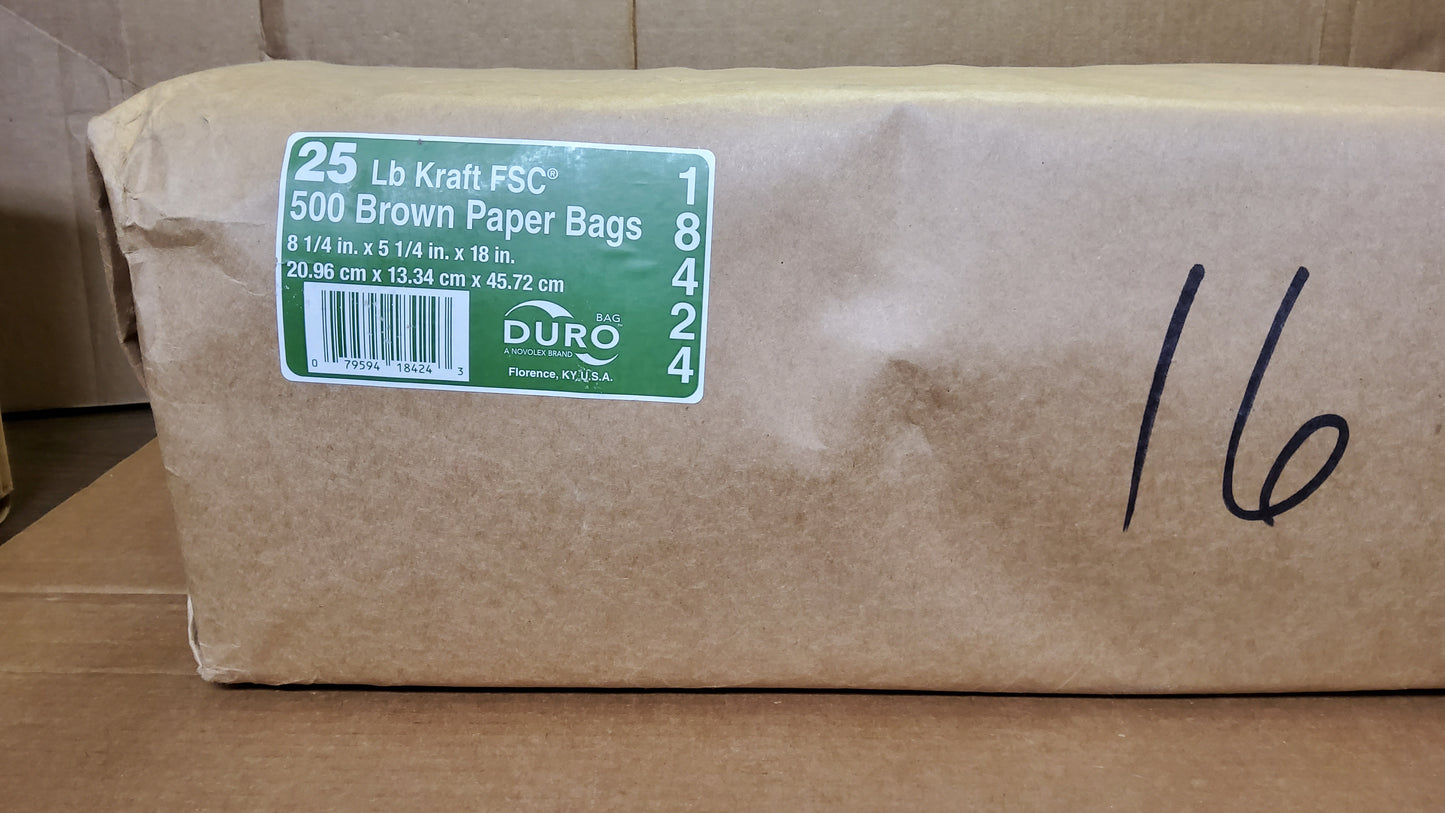 25 Lb Kraft FSC®
500 Brown Paper Bags
8 1/4 in. x 5 1/4 in. x 18 in.
20.96 cm x 13.34 cm x 45.72 cm
0 79594 18424 3
BAG
DURO™
A NOVOLEX BRAND
Florence, KY, U.S.A.
1
8
4
2
4
16